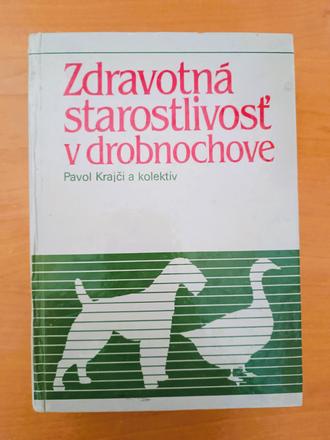 Zdravotná
starostlivosť
v drobnochove
Pavol Krajči a kolektív